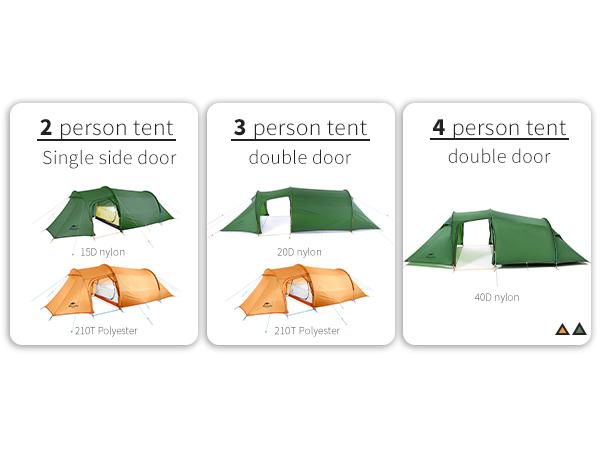 2 person tent
Single side door
15D nylon
210T Polyester
3 person tent
double door
20D nylon
210T Polyester
4 person tent
double door
40D nylon